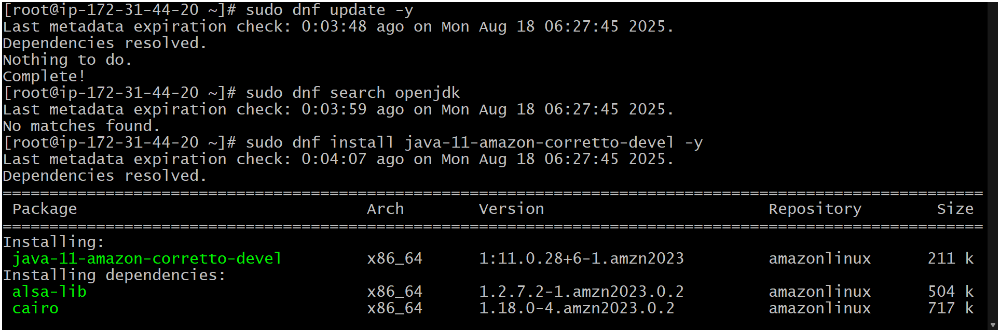 [root@ip-172-31-44-20 ~]# sudo dnf update -y
Last metadata expiration check: 0:03:48 ago on Mon Aug 18 06:27:45 2025.
Dependencies resolved.
Nothing to do.
Complete!
[root@ip-172-31-44-20 ~]# sudo dnf search openjdk
Last metadata expiration check: 0:03:59 ago on Mon Aug 18 06:27:45 2025.
No matches found.
[root@ip-172-31-44-20 ~]# sudo dnf install java-11-amazon-corretto-devel -y
Last metadata expiration check: 0:04:07 ago on Mon Aug 18 06:27:45 2025.
Dependencies resolved.
=========================================================================================================
Package Arch Version Repository Size
=========================================================================================================
Installing:
java-11-amazon-corretto-devel x86_64 1:11.0.28+6-1.amzn2023 amazonlinux 211 k
Installing dependencies:
alsa-lib x86_64 1.2.7.2-1.amzn2023.0.2 amazonlinux 504 k
cairo x86_64 1.18.0-4.amzn2023.0.2 amazonlinux 717 k